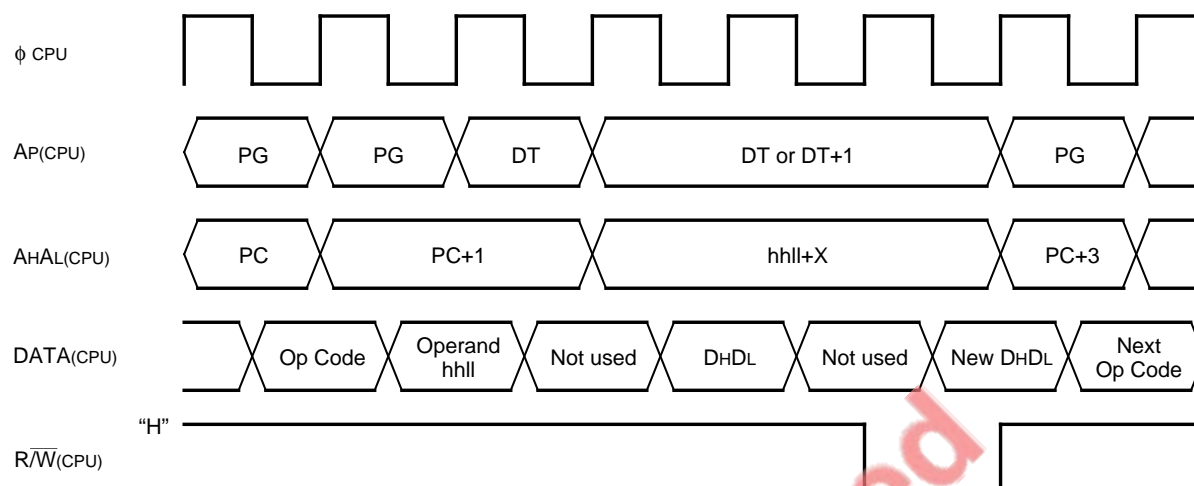 φ CPU
AP(CPU) PG PG DT DT or DT+1 PG
AHAL(CPU) PC PC+1 hhll+X PC+3
DATA(CPU) Op Code Operand hhll Not used DHDL Not used New DHDL Next Op Code
“H”
R/W̅(CPU)